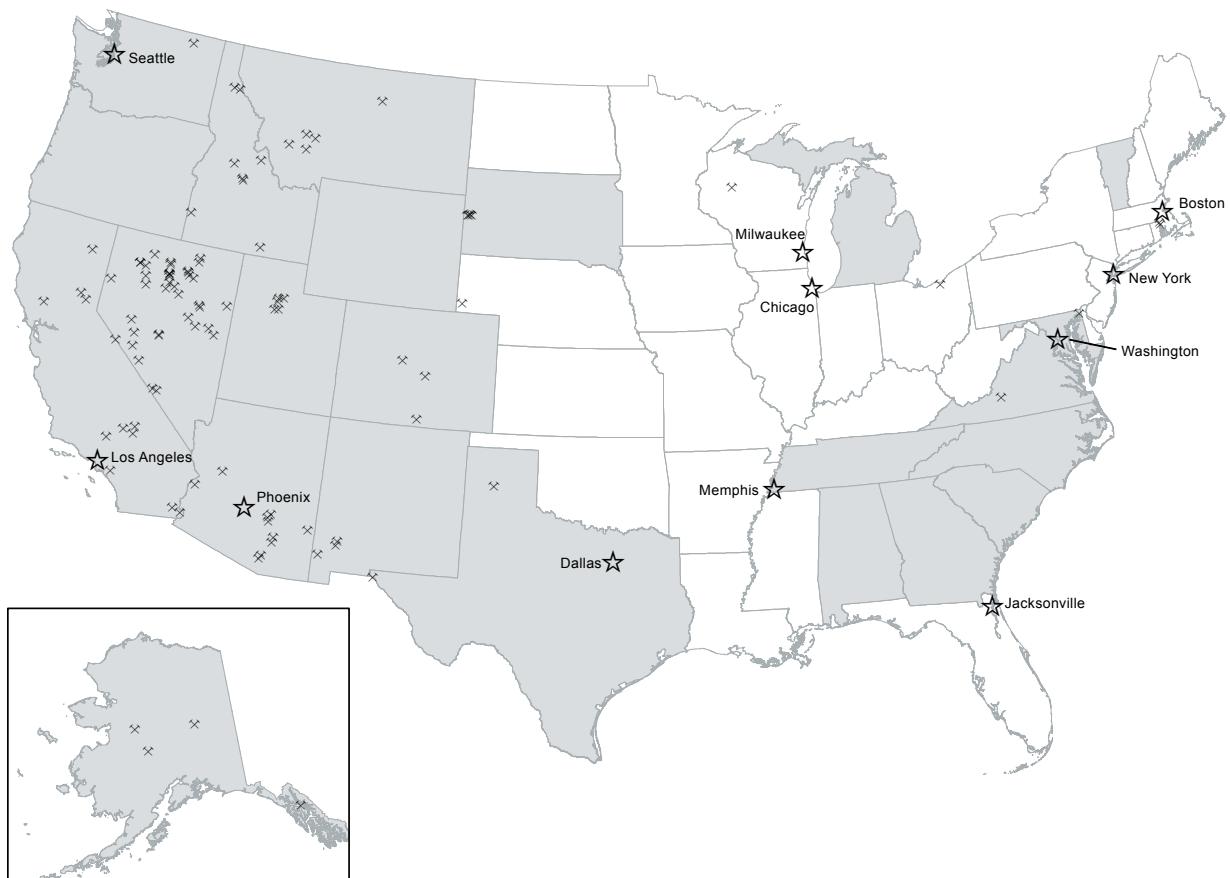 Seattle
Boston
Milwaukee
New York
Chicago
Washington
Los Angeles
Memphis
Phoenix
Dallas
Jacksonville